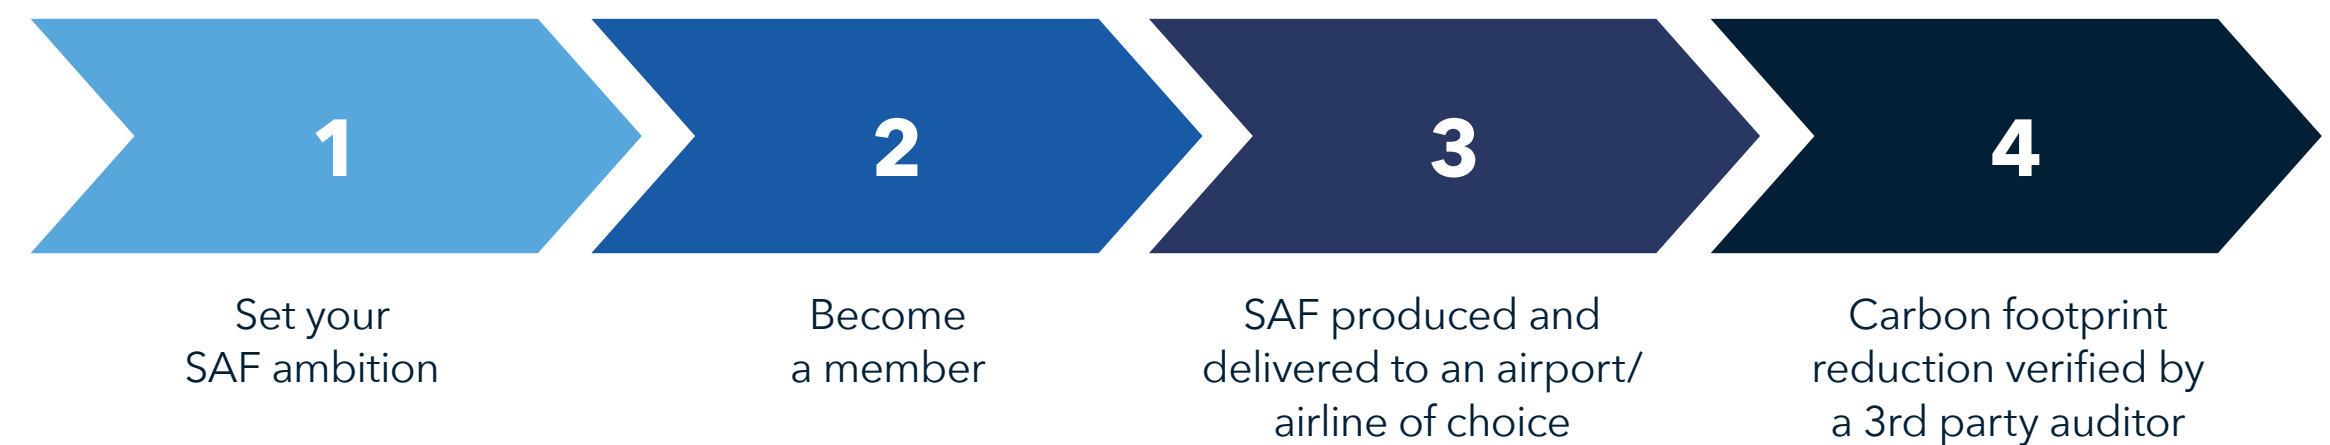 1
2
3
4
Set your
SAF ambition
Become
a member
SAF produced and
delivered to an airport/
airline of choice
Carbon footprint
reduction verified by
a 3rd party auditor